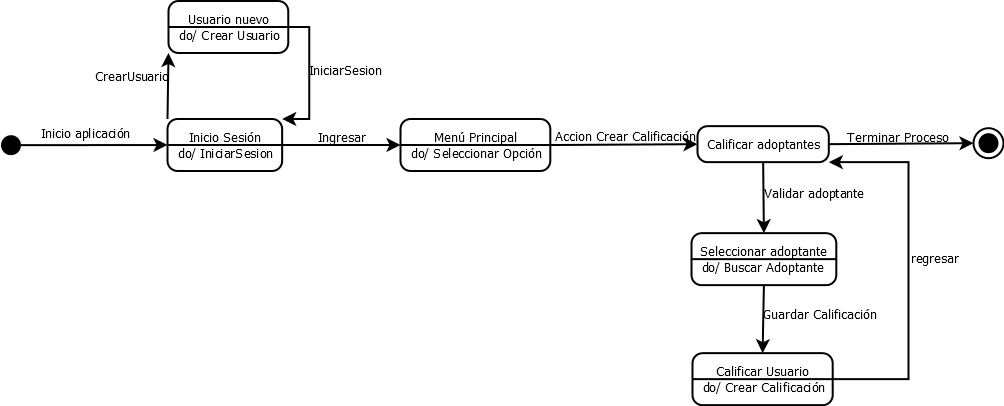 Usuario nuevo
do/ Crear Usuario
CrearUsuario
IniciarSesion
Inicio aplicación
Inicio Sesión
do/ IniciarSesion
Ingresar
Menú Principal
do/ Seleccionar Opción
Accion Crear Calificación
Calificar adoptantes
Terminar Proceso
Validar adoptante
Seleccionar adoptante
do/ Buscar Adoptante
regresar
Guardar Calificación
Calificar Usuario
do/ Crear Calificación